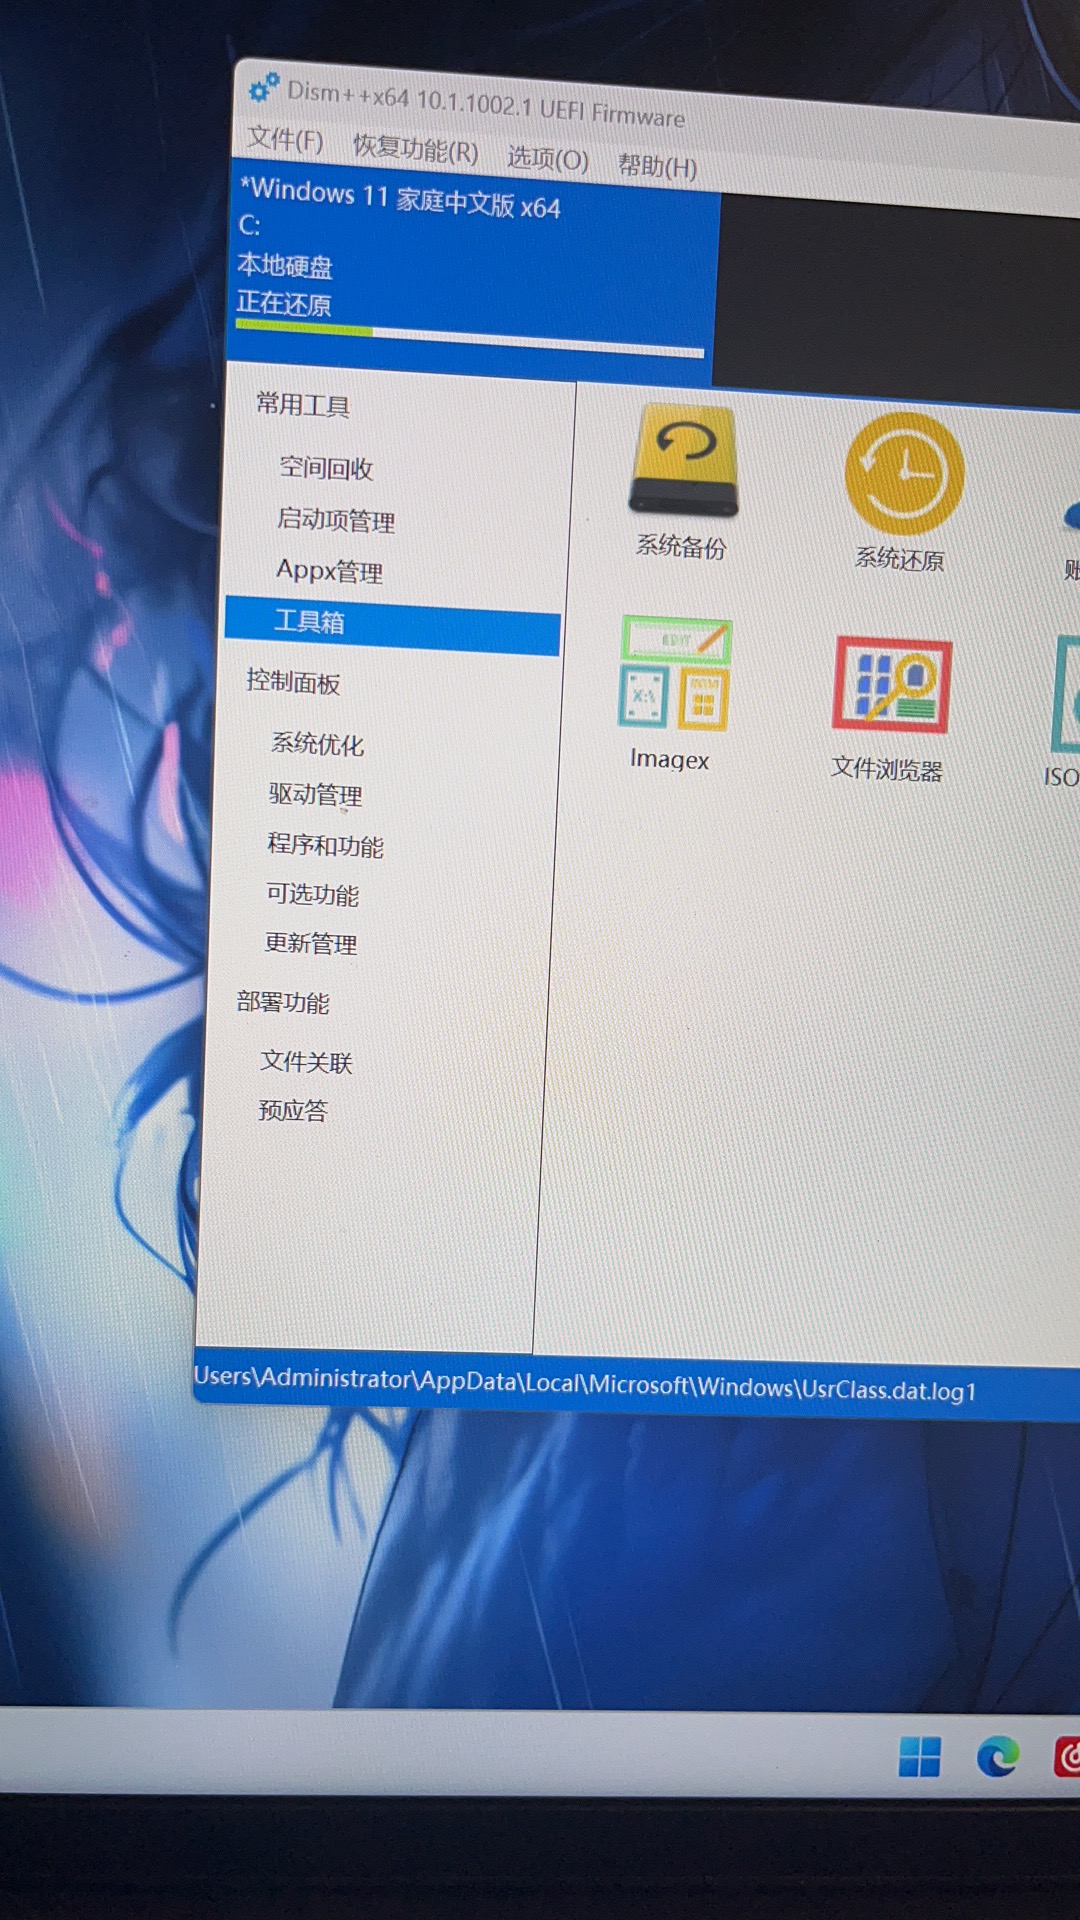 Dism++x64 10.1.1002.1 UEFI Firmware
文件(F) 恢复功能(R) 选项(O) 帮助(H)
*Windows 11 家庭中文版 x64
C:
本地硬盘
正在还原
常用工具
空间回收
启动项管理
Appx管理
工具箱
控制面板
系统优化
驱动管理
程序和功能
可选功能
更新管理
部署功能
文件关联
预应答
系统备份
系统还原
账
EDIT
X:\
Imagex
文件浏览器
ISO
Users\Administrator\AppData\Local\Microsoft\Windows\UsrClass.dat.log1